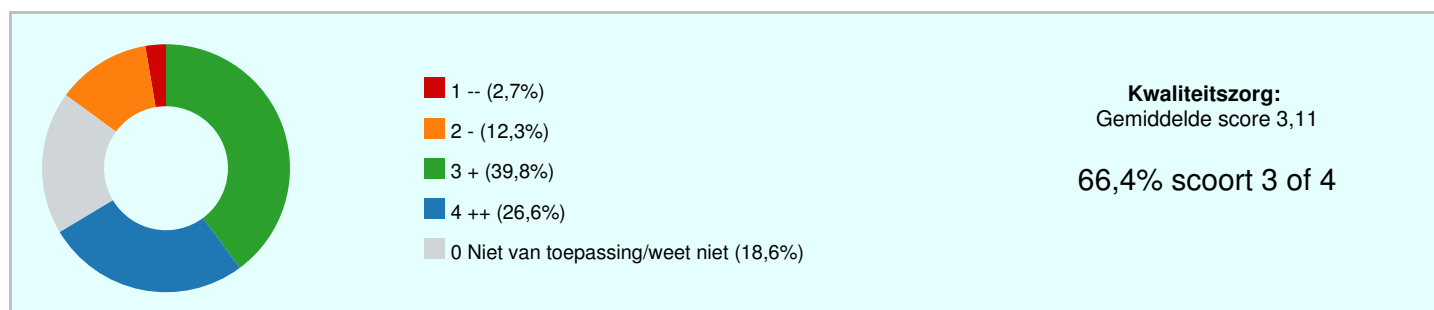 1 -- (2,7%)
2 - (12,3%)
3 + (39,8%)
4 ++ (26,6%)
0 Niet van toepassing/weet niet (18,6%)
Kwaliteitszorg:
Gemiddelde score 3,11
66,4% scoort 3 of 4